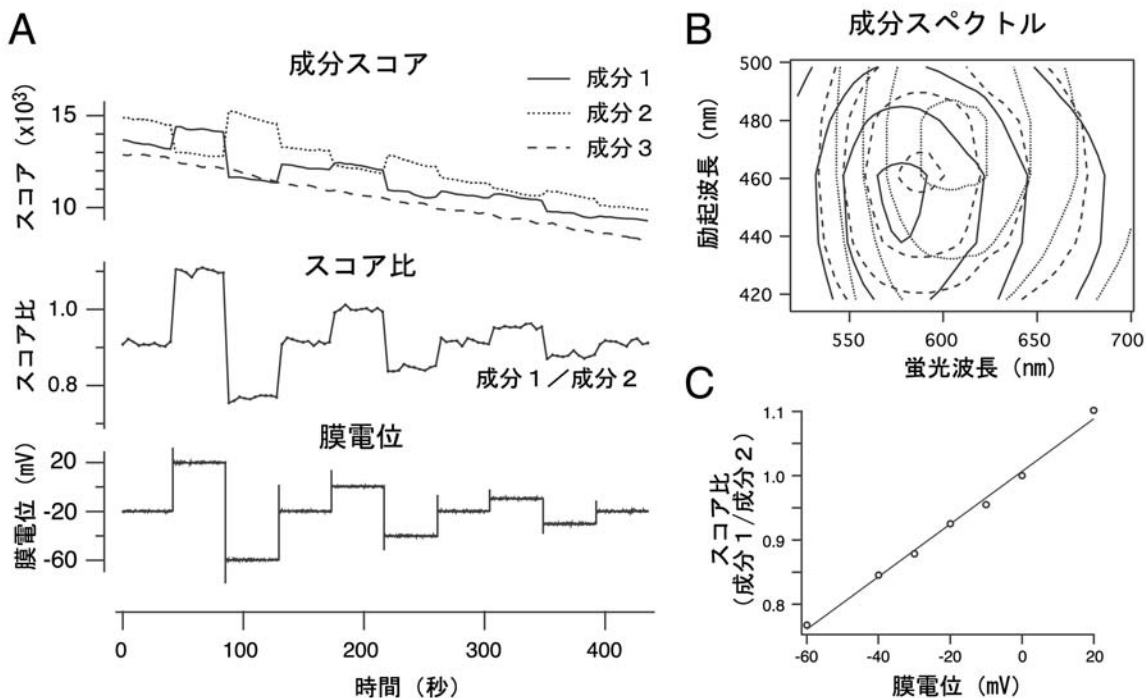 A
成分スコア
スコア (x10³)
15
10
成分1
成分2
成分3
スコア比
スコア比
1.0
0.8
成分1／成分2
膜電位
膜電位 (mV)
20
-20
-60
0 100 200 300 400
時間 (秒)
B
成分スペクトル
励起波長 (nm)
500
480
460
440
420
550 600 650 700
蛍光波長 (nm)
C
スコア比
(成分1/成分2)
1.1
1.0
0.9
0.8
-60 -40 -20 0 20
膜電位 (mV)